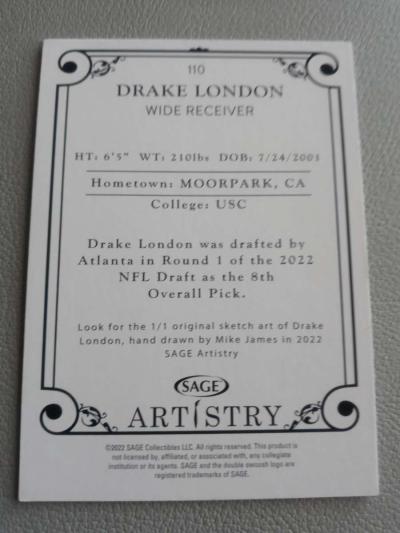 110
DRAKE LONDON
WIDE RECEIVER
HT: 6'5" WT: 210lbs DOB: 7/24/2001
Hometown: MOORPARK, CA
College: USC
Drake London was drafted by
Atlanta in Round 1 of the 2022
NFL Draft as the 8th
Overall Pick.
Look for the 1/1 original sketch art of Drake
London, hand drawn by Mike James in 2022
SAGE Artistry
SAGE
ARTISTRY
©2022 SAGE Collectibles LLC. All rights reserved. This product is
not licensed by, affiliated, or associated with, any collegiate
institution or its agents. SAGE and the double swoosh logo are
registered trademarks of SAGE.